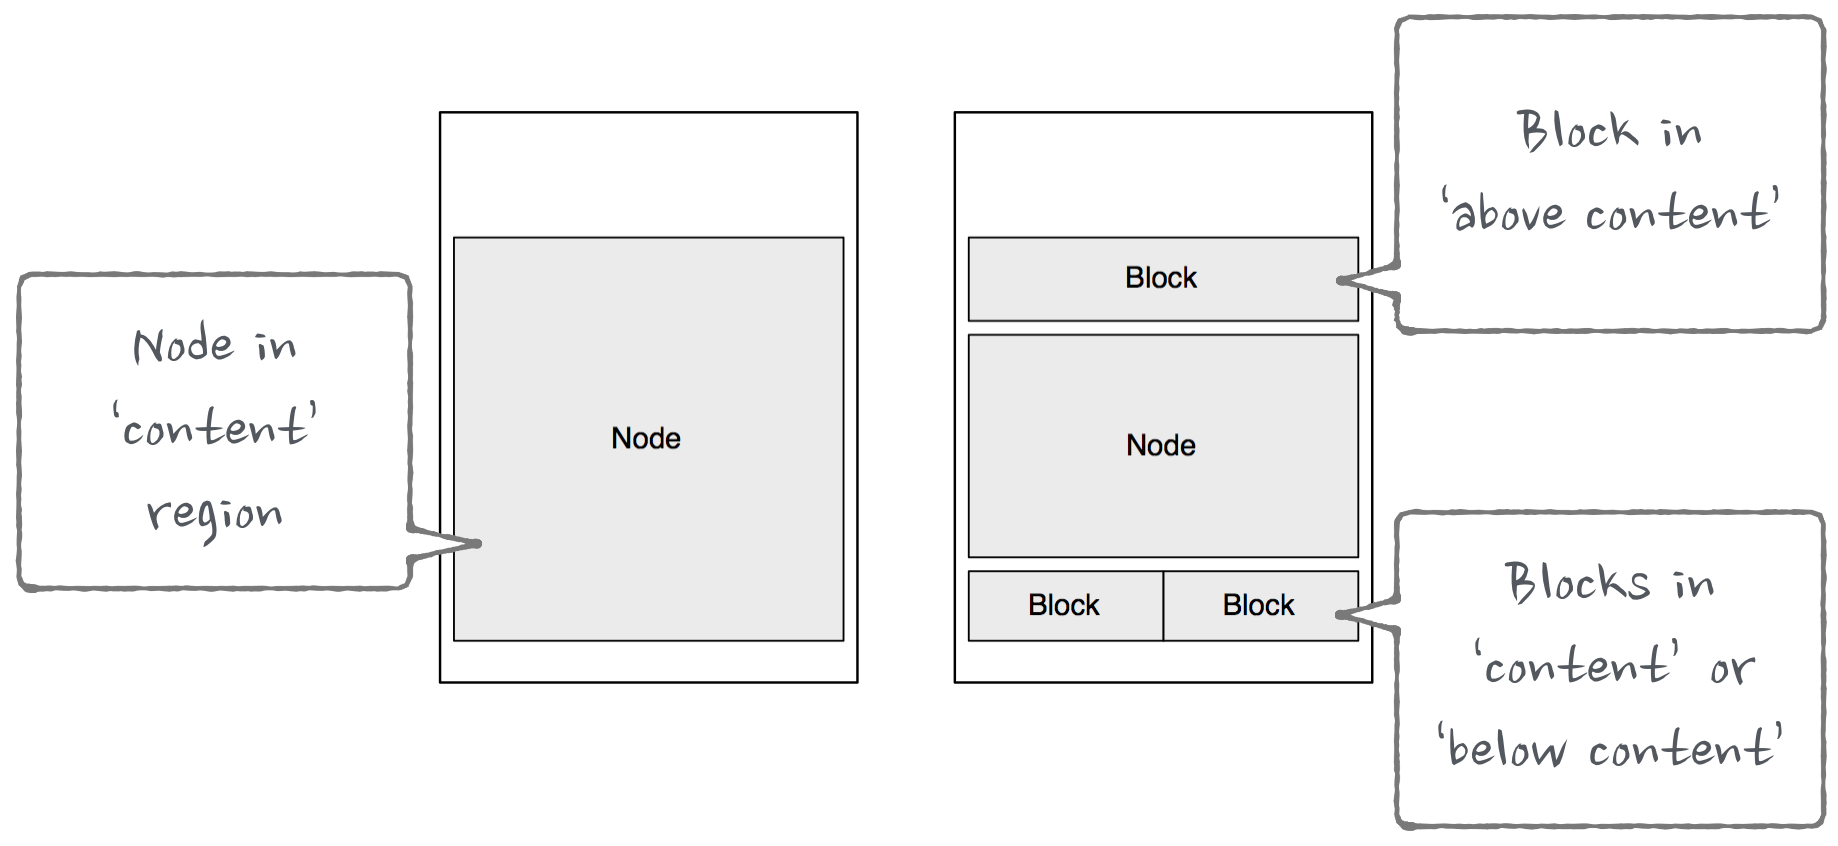 Node in
‘content’
region
Node
Block in
‘above content’
Block
Node
Block Block
Blocks in
‘content’ or
‘below content’